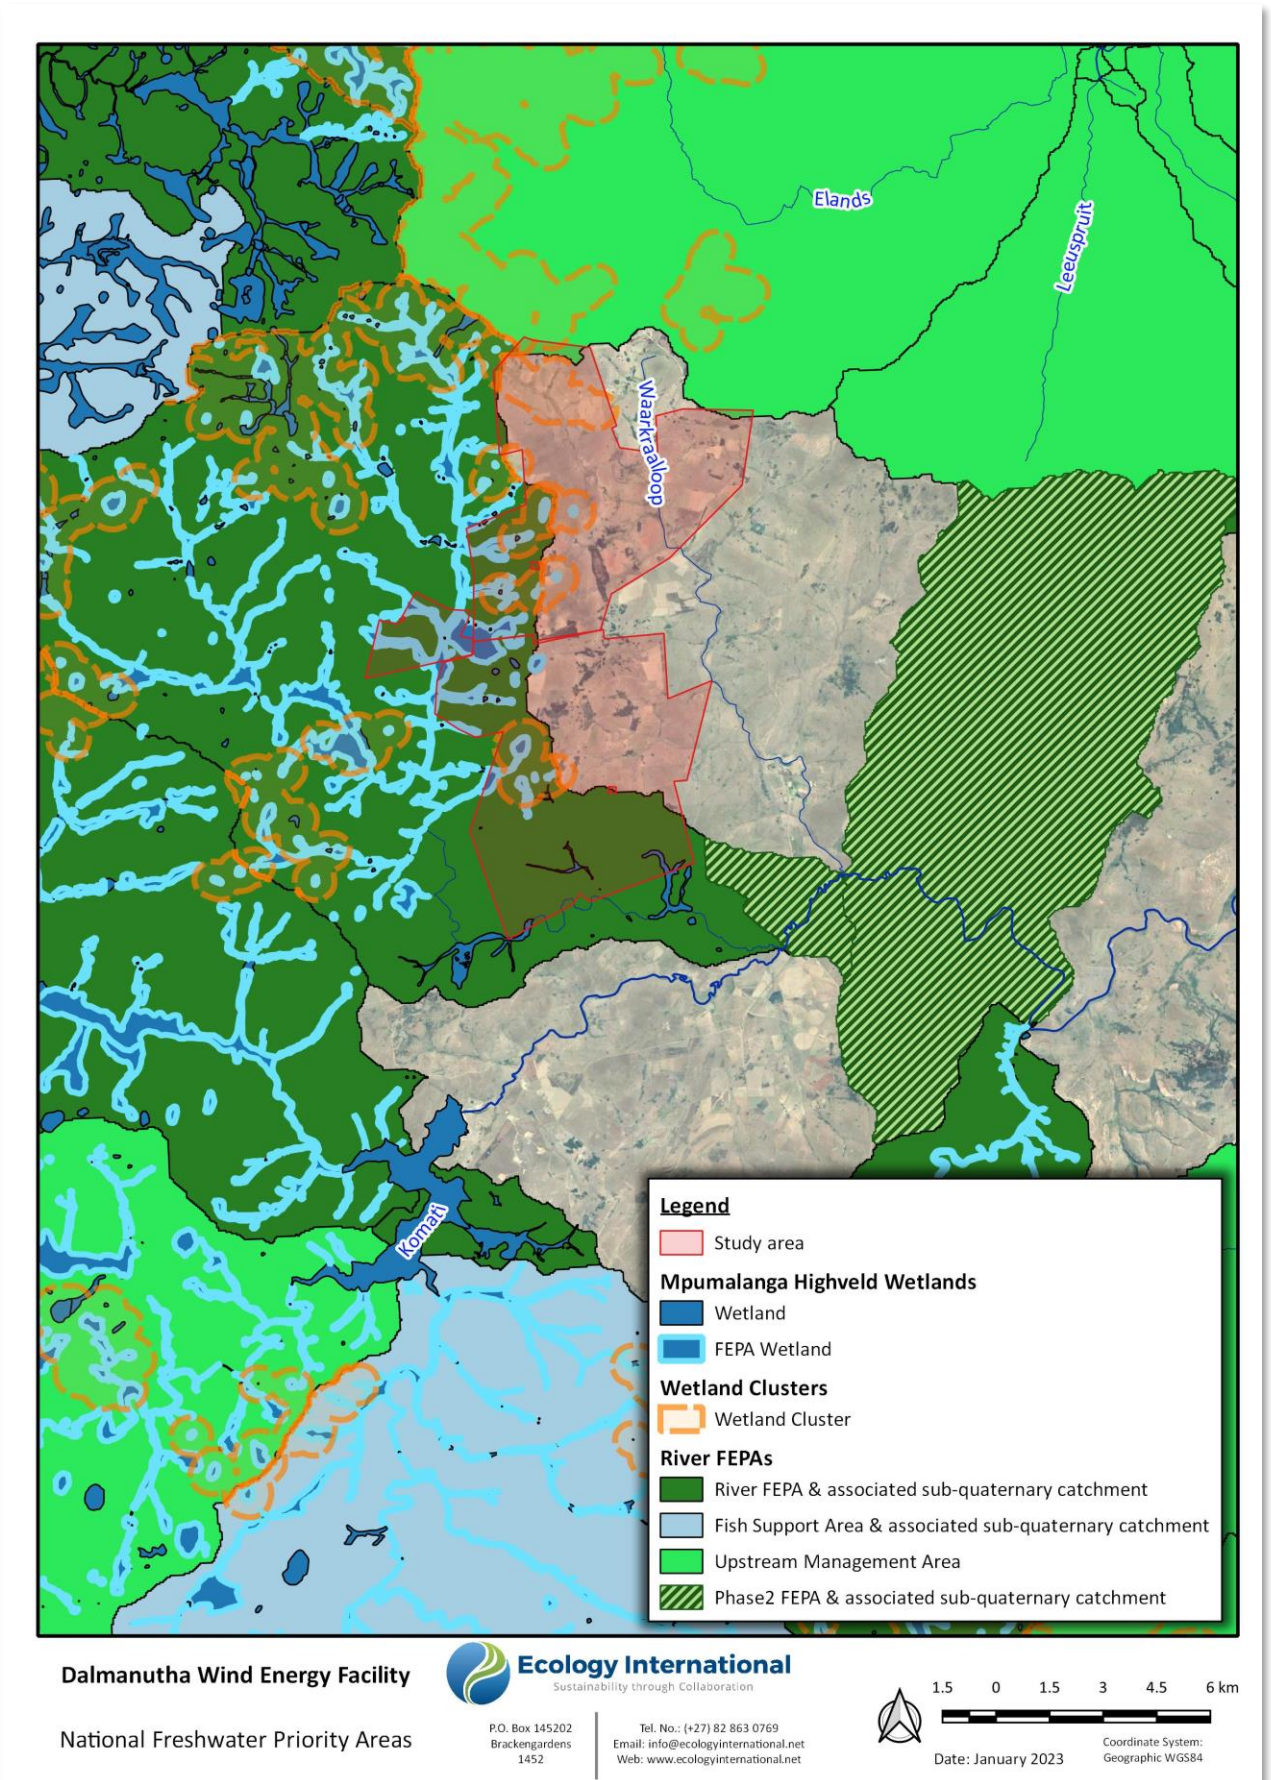 Elands
Leeuspruit
Waarkraalloop
Komati
Legend
Study area
Mpumalanga Highveld Wetlands
Wetland
FEPA Wetland
Wetland Clusters
Wetland Cluster
River FEPAs
River FEPA & associated sub-quaternary catchment
Fish Support Area & associated sub-quaternary catchment
Upstream Management Area
Phase2 FEPA & associated sub-quaternary catchment
Dalmanutha Wind Energy Facility
National Freshwater Priority Areas
Ecology International
Sustainability through Collaboration
P.O. Box 145202
Brackengardens
1452
Tel. No.: (+27) 82 863 0769
Email: info@ecologyinternational.net
Web: www.ecologyinternational.net
1.5 0 1.5 3 4.5 6 km
Date: January 2023
Coordinate System:
Geographic WGS84